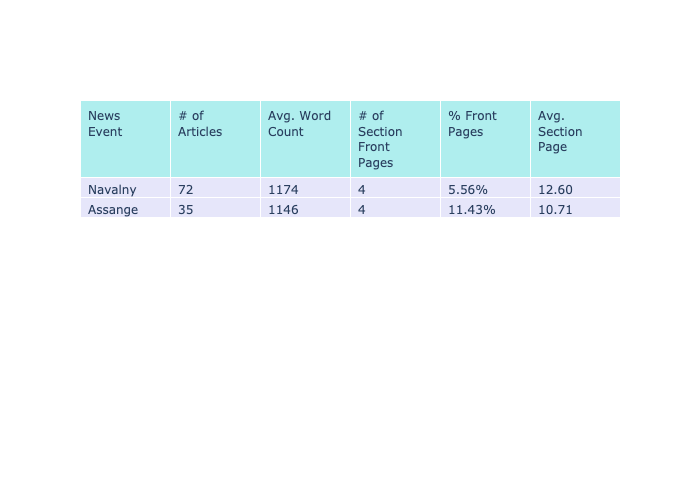 News Event	# of Articles	Avg. Word Count	# of Section Front Pages	% Front Pages	Avg. Section Page
Navalny	72	1174	4	5.56%	12.60
Assange	35	1146	4	11.43%	10.71